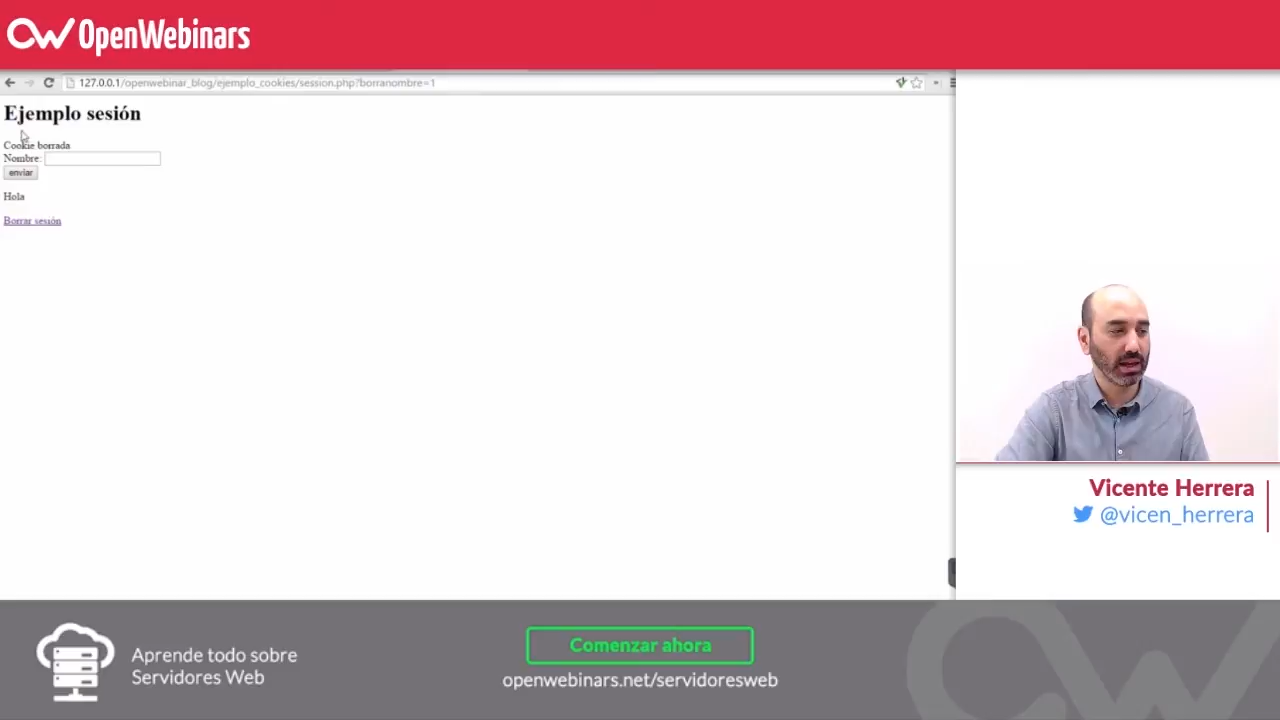 OpenWebinars
127.0.0.1/openwebinar_blog/ejemplo_cookies/session.php?borranombre=1
Ejemplo sesión
Cookie borrada
Nombre:
enviar
Hola
Borrar sesión
Vicente Herrera
@vicen_herrera
Aprende todo sobre
Servidores Web
Comenzar ahora
openwebinars.net/servidoresweb